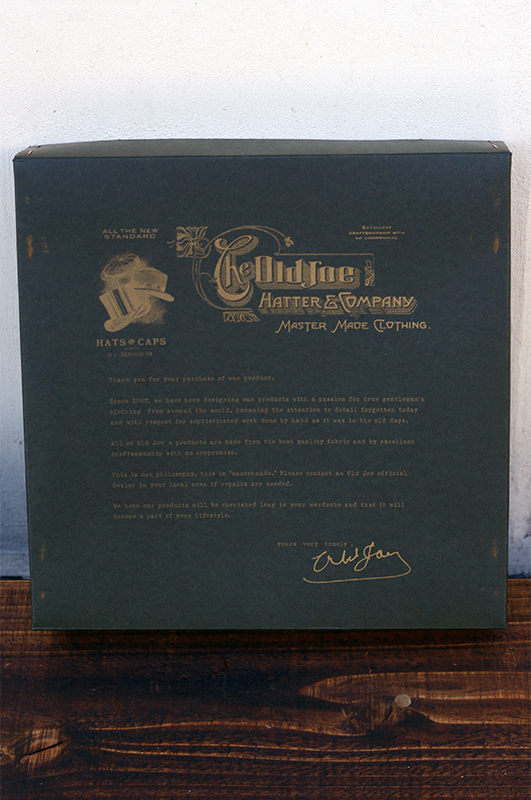 ALL THE NEW
STANDARD
EXCELLENT
CRAFTSMANSHIP WITH
NO COMPROMISE.
The Old Joe
HATTER & COMPANY
MASTER MADE CLOTHING.
HATS OR CAPS
Thank you for your purchase of our product.
Since 2007, we have been designing our products with a passion for true gentleman's
clothing from around the world, pursuing the attention to detail forgotten today
and with respect for sophisticated work done by hand as it was in the old days.
All of Old Joe's products are made from the best quality fabric and by excellent
craftsmanship with no compromise.
This is our philosophy, this is "mastermade." Please contact an Old Joe official
dealer in your local area if repairs are needed.
We hope our products will be cherished long in your wardrobe and that it will
become a part of your lifestyle.
yours very truely,